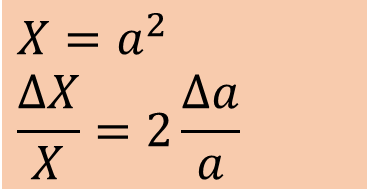 X = a²
ΔX/X = 2 Δa/a